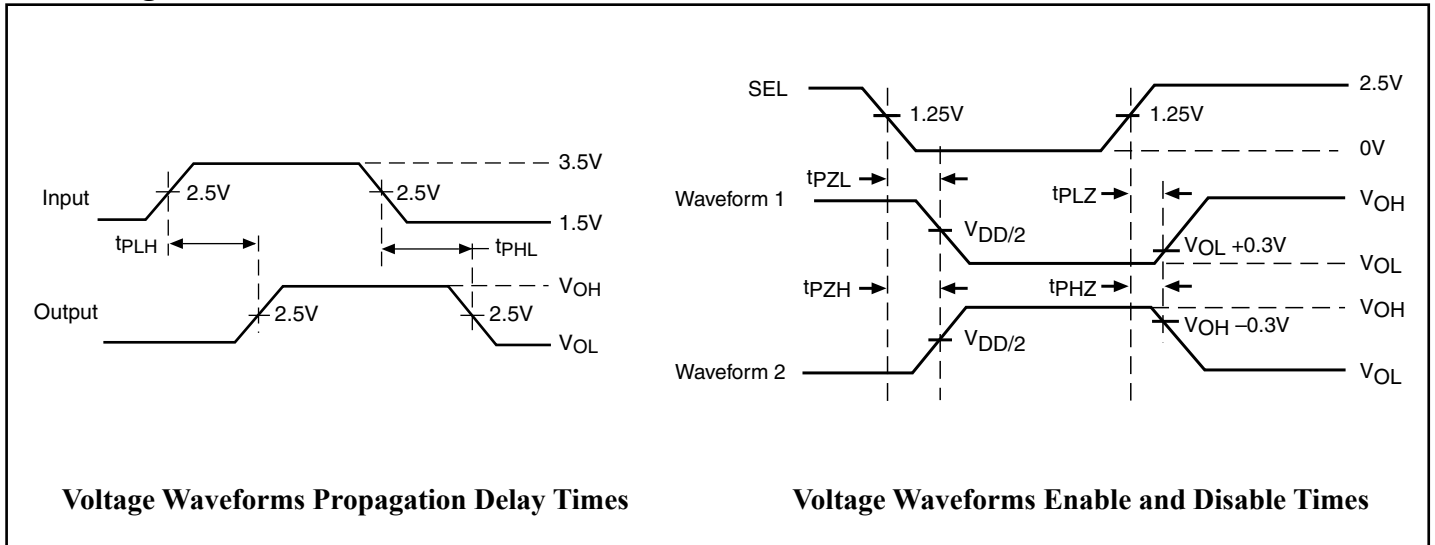 SEL
2.5V
1.25V
1.25V
0V
3.5V
Input
2.5V
2.5V
1.5V
tPLH
tPHL
Output
VOH
2.5V
2.5V
VOL
tPZL
tPLZ
Waveform 1
VOH
VDD/2
VOL +0.3V
VOL
tPZH
tPHZ
VOH
VOH –0.3V
VDD/2
Waveform 2
VOL
Voltage Waveforms Propagation Delay Times
Voltage Waveforms Enable and Disable Times